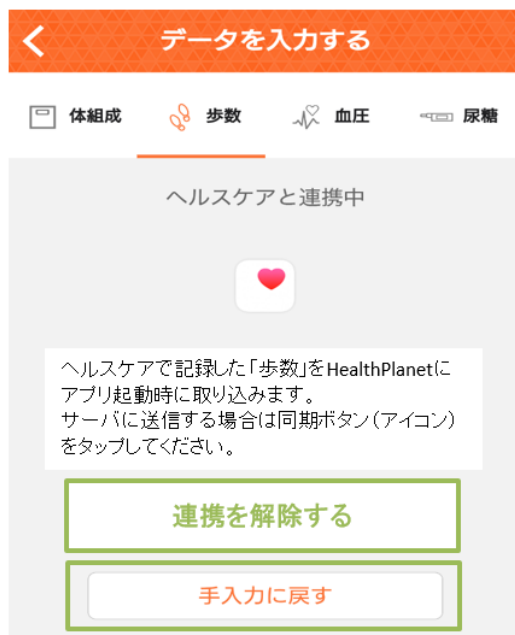 データを入力する
体組成
歩数
血圧
尿糖
ヘルスケアと連携中
ヘルスケアで記録した「歩数」をHealthPlanetに
アプリ起動時に取り込みます。
サーバに送信する場合は同期ボタン（アイコン）
をタップしてください。
連携を解除する
手入力に戻す